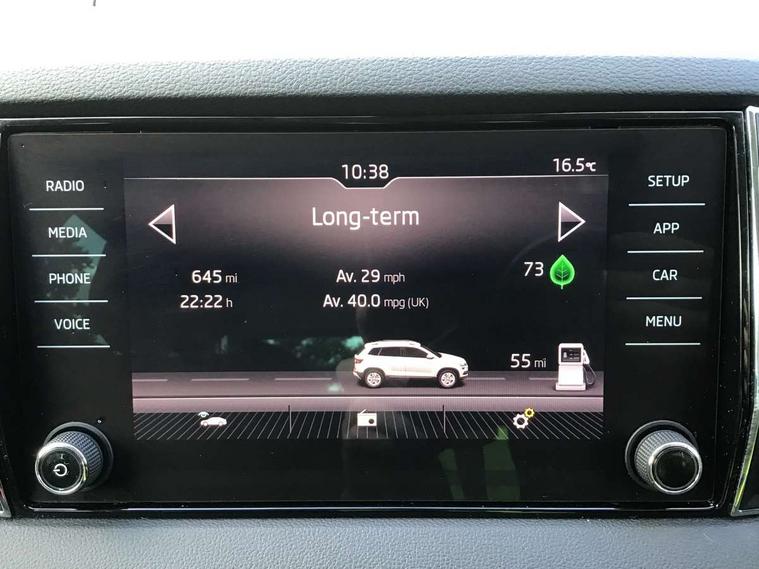 10:38
16.5°C
Long-term
645 mi
Av. 29 mph
73
22:22 h
Av. 40.0 mpg (UK)
55 mi
RADIO
MEDIA
PHONE
VOICE
SETUP
APP
CAR
MENU